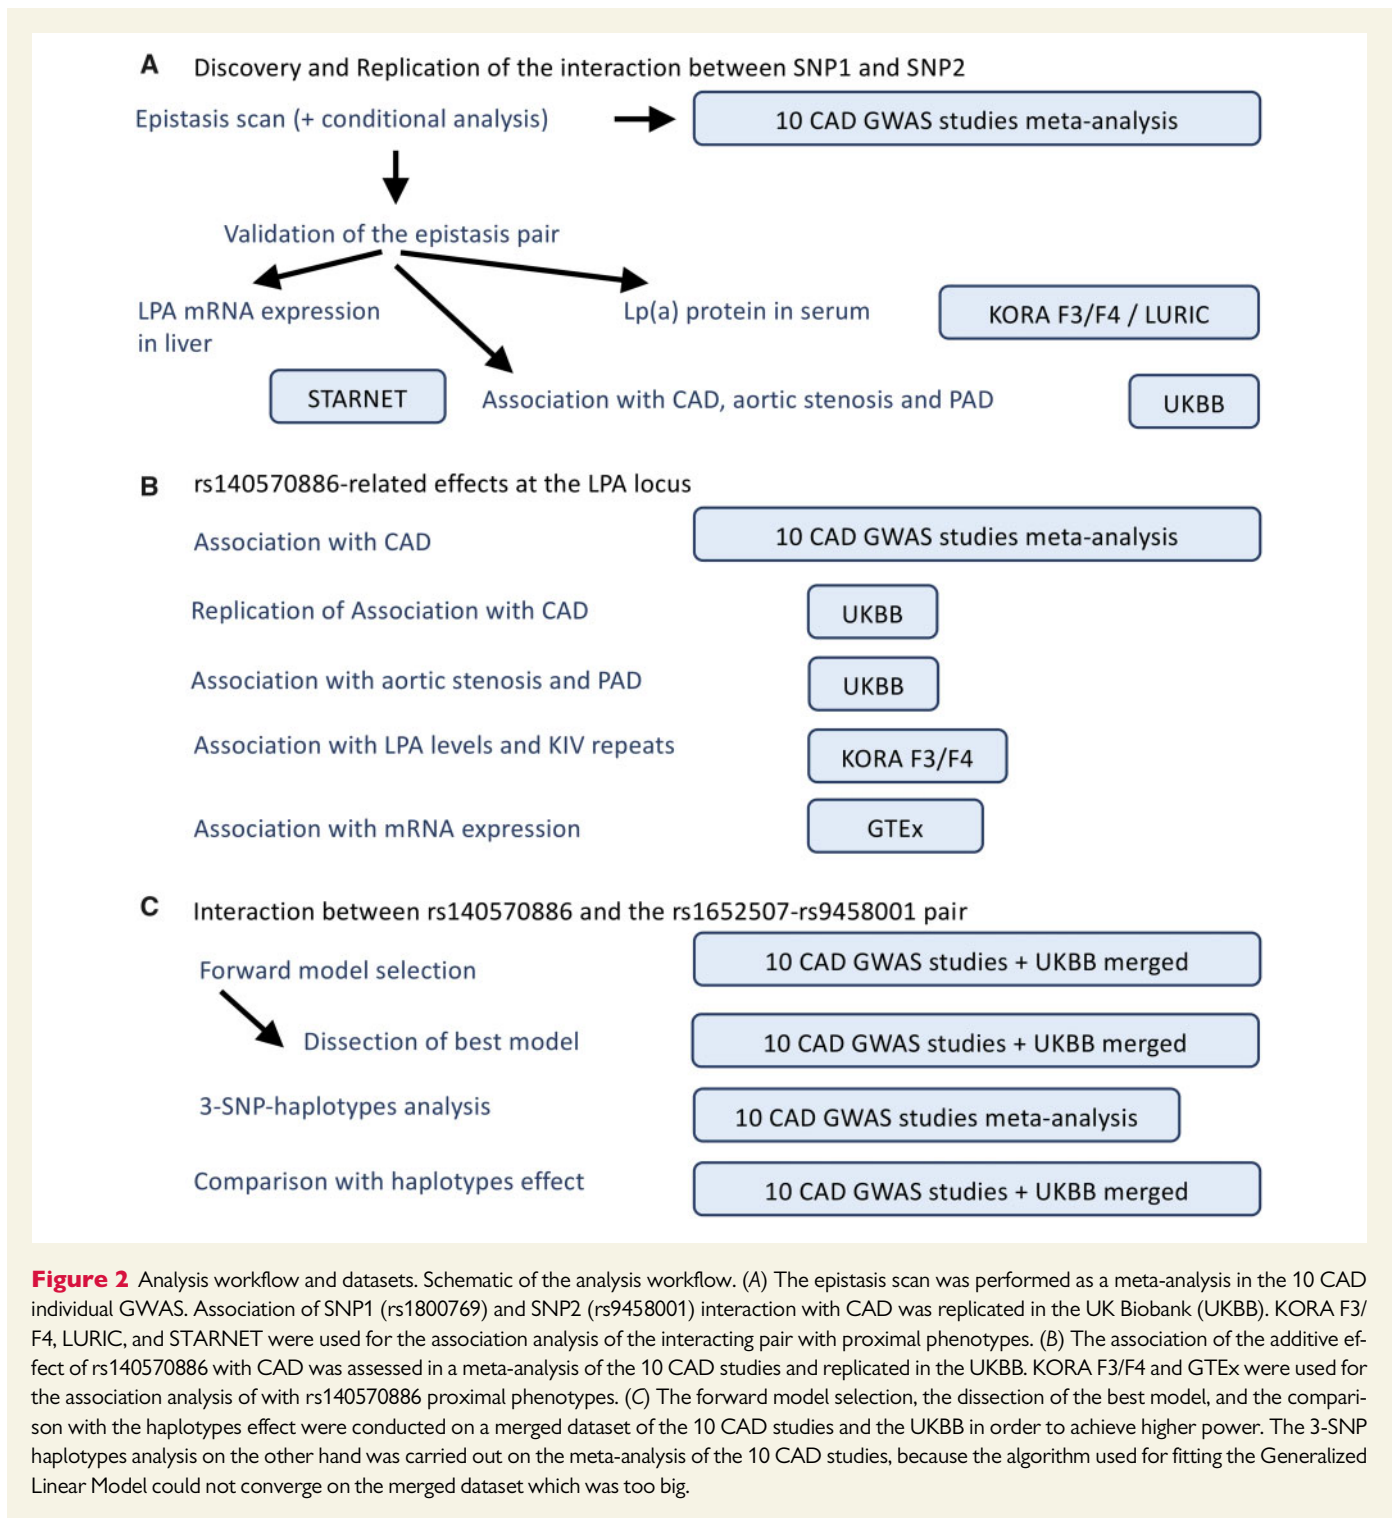 A Discovery and Replication of the interaction between SNP1 and SNP2
Epistasis scan (+ conditional analysis)
10 CAD GWAS studies meta-analysis
Validation of the epistasis pair
LPA mRNA expression
in liver
Lp(a) protein in serum
KORA F3/F4 / LURIC
STARNET
Association with CAD, aortic stenosis and PAD
UKBB
B rs140570886-related effects at the LPA locus
Association with CAD
10 CAD GWAS studies meta-analysis
Replication of Association with CAD
UKBB
Association with aortic stenosis and PAD
UKBB
Association with LPA levels and KIV repeats
KORA F3/F4
Association with mRNA expression
GTEx
C Interaction between rs140570886 and the rs1652507-rs9458001 pair
Forward model selection
10 CAD GWAS studies + UKBB merged
Dissection of best model
10 CAD GWAS studies + UKBB merged
3-SNP-haplotypes analysis
10 CAD GWAS studies meta-analysis
Comparison with haplotypes effect
10 CAD GWAS studies + UKBB merged
Figure 2 Analysis workflow and datasets. Schematic of the analysis workflow. (A) The epistasis scan was performed as a meta-analysis in the 10 CAD
individual GWAS. Association of SNP1 (rs1800769) and SNP2 (rs9458001) interaction with CAD was replicated in the UK Biobank (UKBB). KORA F3/
F4, LURIC, and STARNET were used for the association analysis of the interacting pair with proximal phenotypes. (B) The association of the additive ef-
fect of rs140570886 with CAD was assessed in a meta-analysis of the 10 CAD studies and replicated in the UKBB. KORA F3/F4 and GTEx were used for
the association analysis of with rs140570886 proximal phenotypes. (C) The forward model selection, the dissection of the best model, and the compari-
son with the haplotypes effect were conducted on a merged dataset of the 10 CAD studies and the UKBB in order to achieve higher power. The 3-SNP
haplotypes analysis on the other hand was carried out on the meta-analysis of the 10 CAD studies, because the algorithm used for fitting the Generalized
Linear Model could not converge on the merged dataset which was too big.